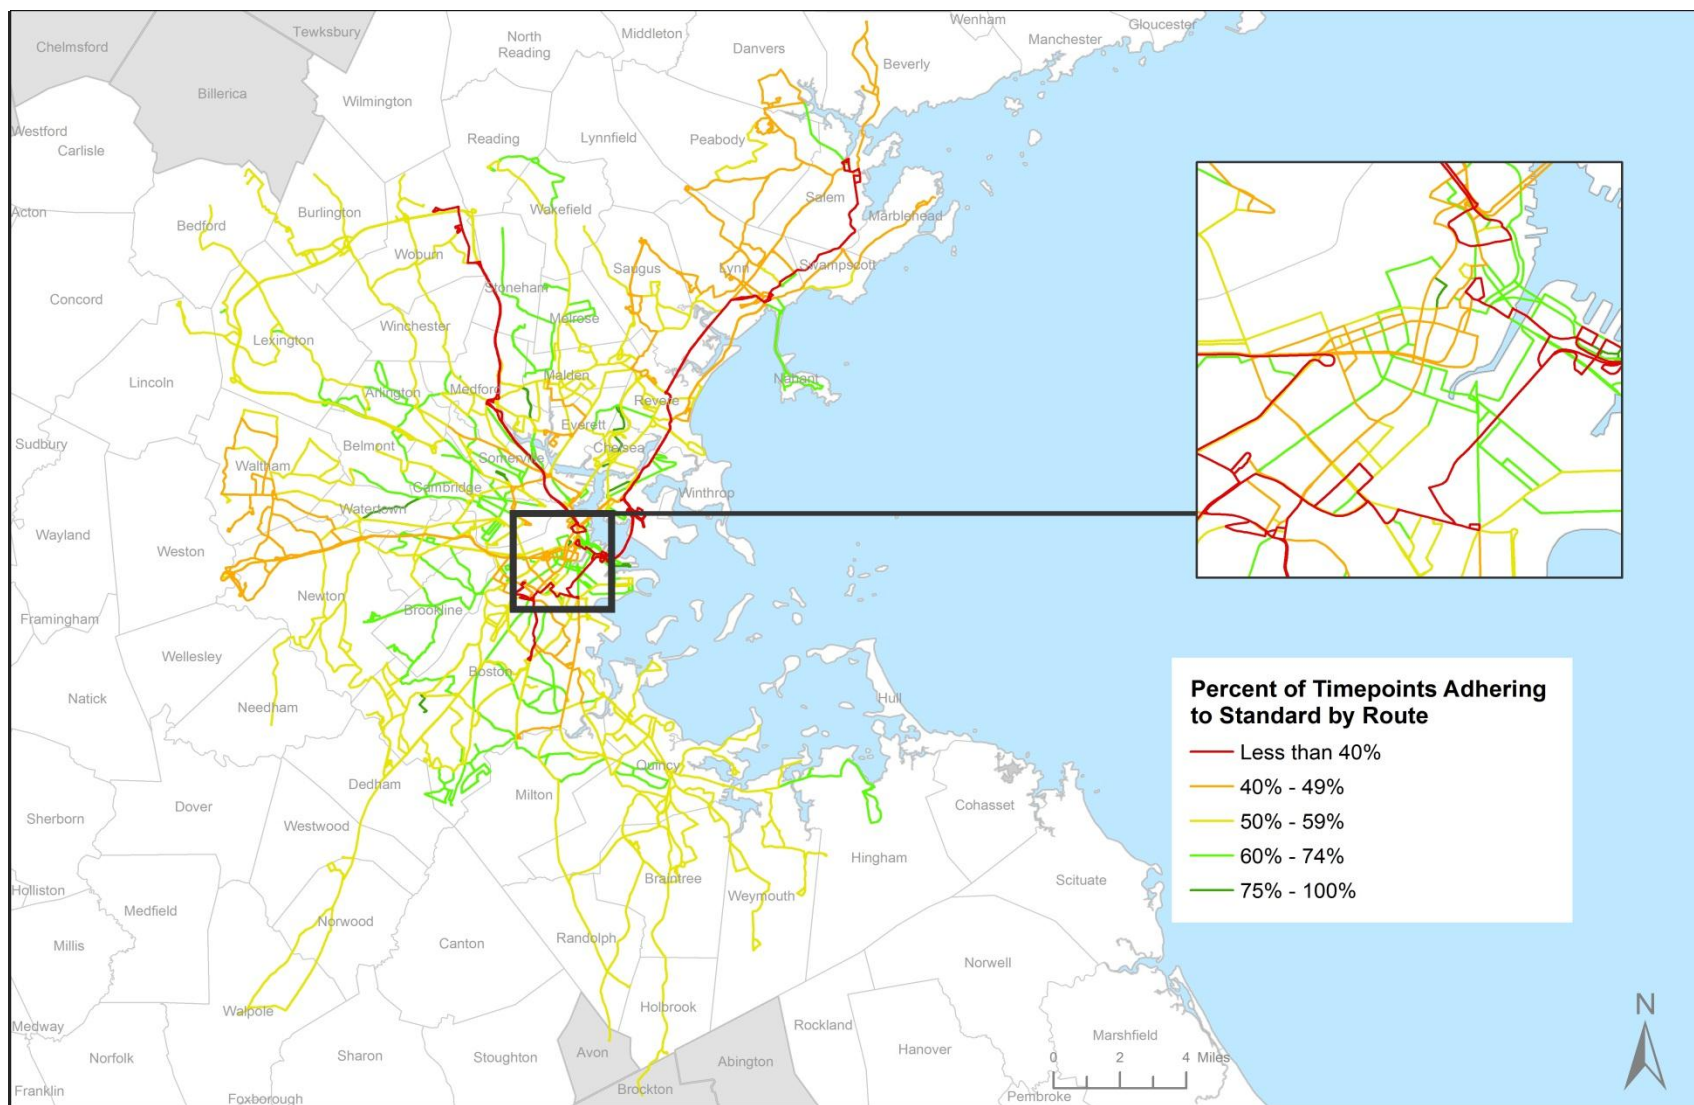 Gloucester
Wenham
Tewksbury
North
Reading
Middleton
Manchester
Chelmsford
Danvers
Beverly
Billerica
Wilmington
Westford
Carlisle
Reading
Lynnfield
Peabody
Salem
Wakefield
Acton
Burlington
Marblehead
Bedford
Woburn
Saugus
Lynn
Swampscott
Stoneham
Concord
Melrose
Winchester
Lexington
Malden
Nahant
Lincoln
Arlington
Medford
Revere
Everett
Sudbury
Belmont
Chelsea
Somerville
Waltham
Cambridge
Winthrop
Watertown
Wayland
Weston
Newton
Brookline
Framingham
Wellesley
Boston
Natick
Needham
Hull
Percent of Timepoints Adhering
to Standard by Route
Less than 40%
40% - 49%
50% - 59%
60% - 74%
75% - 100%
Quincy
Dedham
Milton
Dover
Cohasset
Sherborn
Westwood
Hingham
Braintree
Scituate
Holliston
Weymouth
Medfield
Norwood
Randolph
Canton
Millis
Norwell
Holbrook
Walpole
N
Medway
Rockland
Marshfield
Hanover
Avon
Norfolk
Sharon
Stoughton
Abington
0 2 4 Miles
Franklin
Brockton
Foxborough
Pembroke